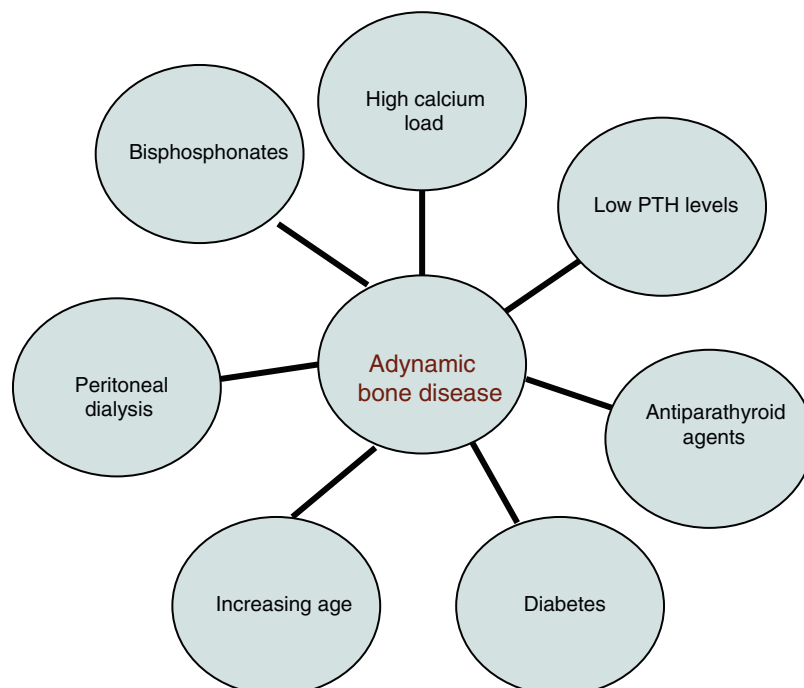 High calcium
load
Bisphosphonates
Low PTH levels
Adynamic
bone disease
Peritoneal
dialysis
Antiparathyroid
agents
Increasing age
Diabetes